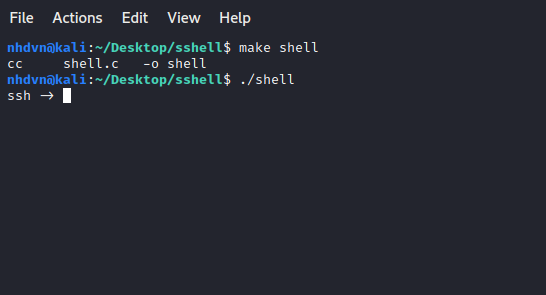 File Actions Edit View Help
nhdvn@kali:~/Desktop/sshell$ make shell
cc     shell.c   -o shell
nhdvn@kali:~/Desktop/sshell$ ./shell
ssh →